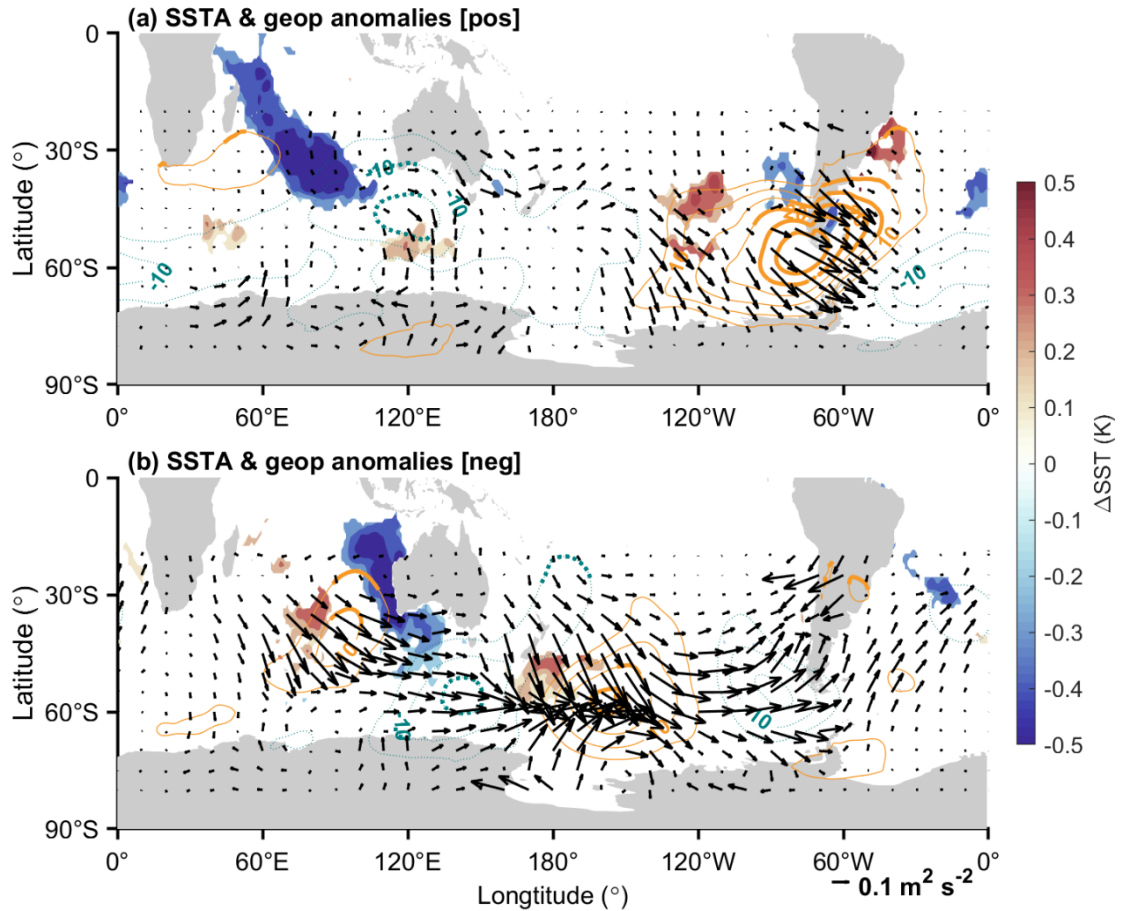 (a) SSTA & geop anomalies [pos]
0
30°S
60°S
90°S
Latitude (°)
-10
-10
-10
10
10
-10
0° 60°E 120°E 180° 120°W 60°W 0°
(b) SSTA & geop anomalies [neg]
0
30°S
60°S
90°S
Latitude (°)
0
10
10
0° 60°E 120°E 180° 120°W 60°W 0°
Longtitude (°)
0.1 m² s⁻²
0.5
0.4
0.3
0.2
0.1
0
-0.1
-0.2
-0.3
-0.4
-0.5
ΔSST (K)